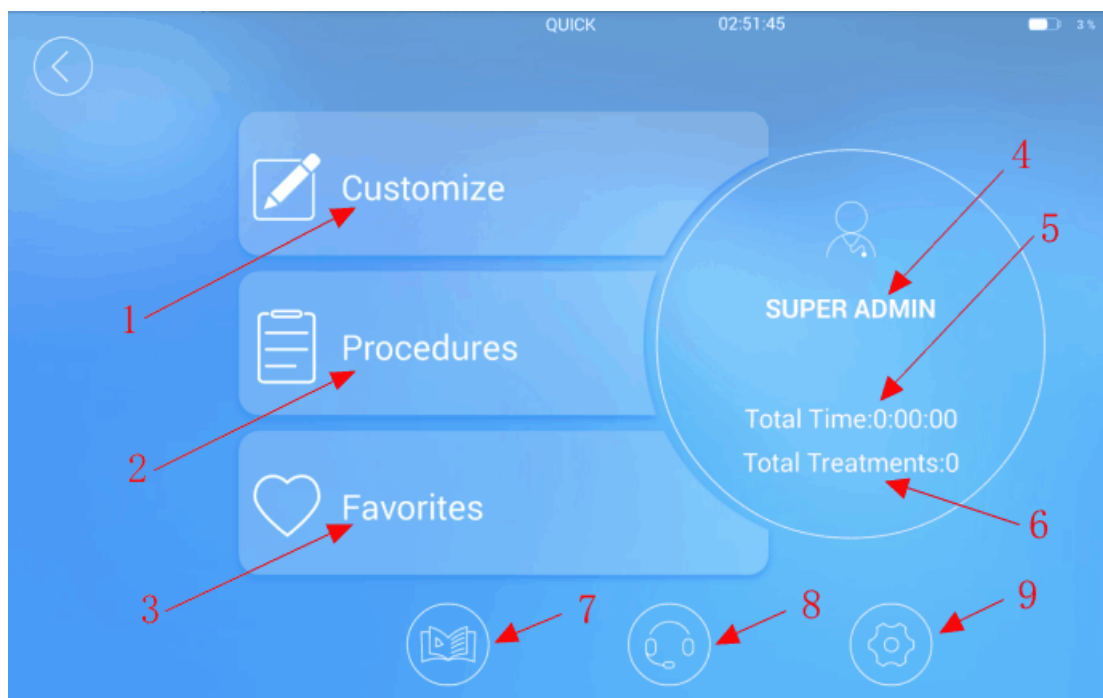 QUICK 02:51:45 3%
4
Customize
5
SUPER ADMIN
1
Procedures
Total Time:0:00:00
2
Total Treatments:0
Favorites
6
3
7
8
9